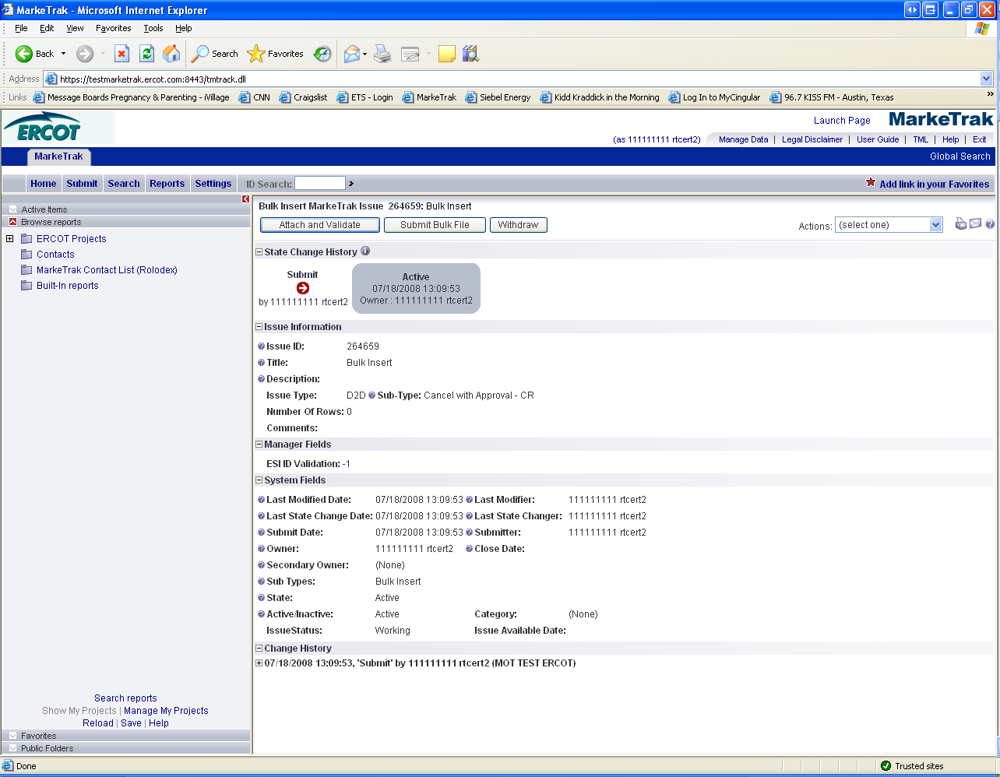 MarkeTrak - Microsoft Internet Explorer
File Edit View Favorites Tools Help
Back Search Favorites
Address https://testmarketrak.ercot.com:8443/tmtrack.dll
Links Message Boards Pregnancy & Parenting - iVillage CNN Craigslist ETS - Login MarkeTrak Siebel Energy Kidd Kraddick in the Morning Log In to MyCingular 96.7 KISS FM - Austin, Texas »
ERCOT Launch Page MarkeTrak
(as 111111111 rtcert2) Manage Data | Legal Disclaimer | User Guide | TML | Help | Exit
MarkeTrak Global Search
Home Submit Search Reports Settings ID Search: Add link in your Favorites
Active Items
Browse reports
ERCOT Projects
Contacts
MarkeTrak Contact List (Rolodex)
Built-In reports
Search reports
Show My Projects | Manage My Projects
Reload | Save | Help
Favorites
Public Folders
Bulk Insert MarkeTrak Issue 264659: Bulk Insert
Attach and Validate Submit Bulk File Withdraw Actions: (select one)
State Change History
Submit
by 111111111 rtcert2
Active
07/18/2008 13:09:53
Owner : 111111111 rtcert2
Issue Information
Issue ID: 264659
Title: Bulk Insert
Description:
Issue Type: D2D Sub-Type: Cancel with Approval - CR
Number Of Rows: 0
Comments:
Manager Fields
ESI ID Validation: -1
System Fields
Last Modified Date: 07/18/2008 13:09:53 Last Modifier: 111111111 rtcert2
Last State Change Date: 07/18/2008 13:09:53 Last State Changer: 111111111 rtcert2
Submit Date: 07/18/2008 13:09:53 Submitter: 111111111 rtcert2
Owner: 111111111 rtcert2 Close Date:
Secondary Owner: (None)
Sub Types: Bulk Insert
State: Active
Active/Inactive: Active Category: (None)
IssueStatus: Working Issue Available Date:
Change History
07/18/2008 13:09:53, 'Submit' by 111111111 rtcert2 (MOT TEST ERCOT)
Done Trusted sites